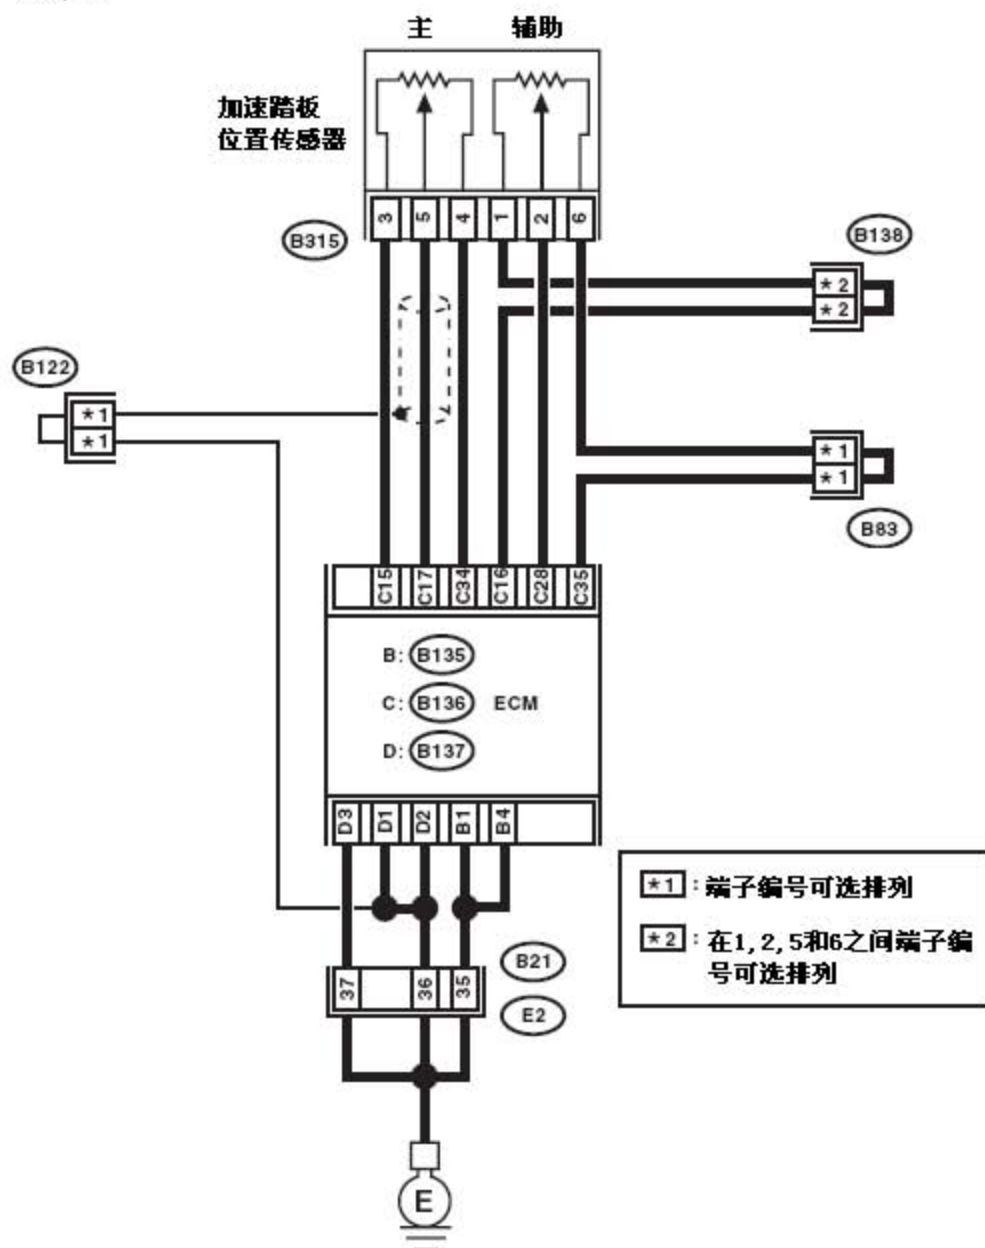 主 辅助
加速踏板
位置传感器
3 5 4 1 2 6
B315
B138
*2
*2
B122
*1
*1
*1
*1
B83
C15 C17 C34 C16 C28 C35
B: B135
C: B136 ECM
D: B137
D3 D1 D2 B1 B4
*1 : 端子编号可选排列
*2 : 在1,2,5和6之间端子编
号可选排列
B21
37 36 35
E2
E